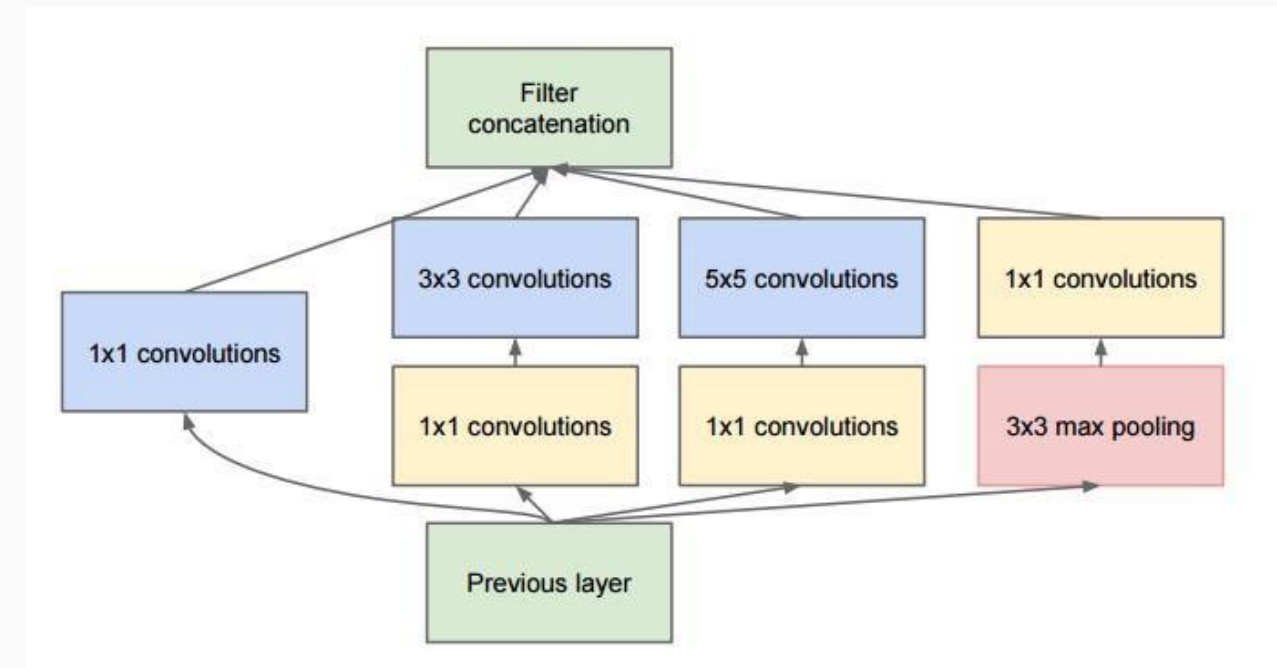 Filter
concatenation
3x3 convolutions
5x5 convolutions
1x1 convolutions
1x1 convolutions
1x1 convolutions
1x1 convolutions
3x3 max pooling
Previous layer